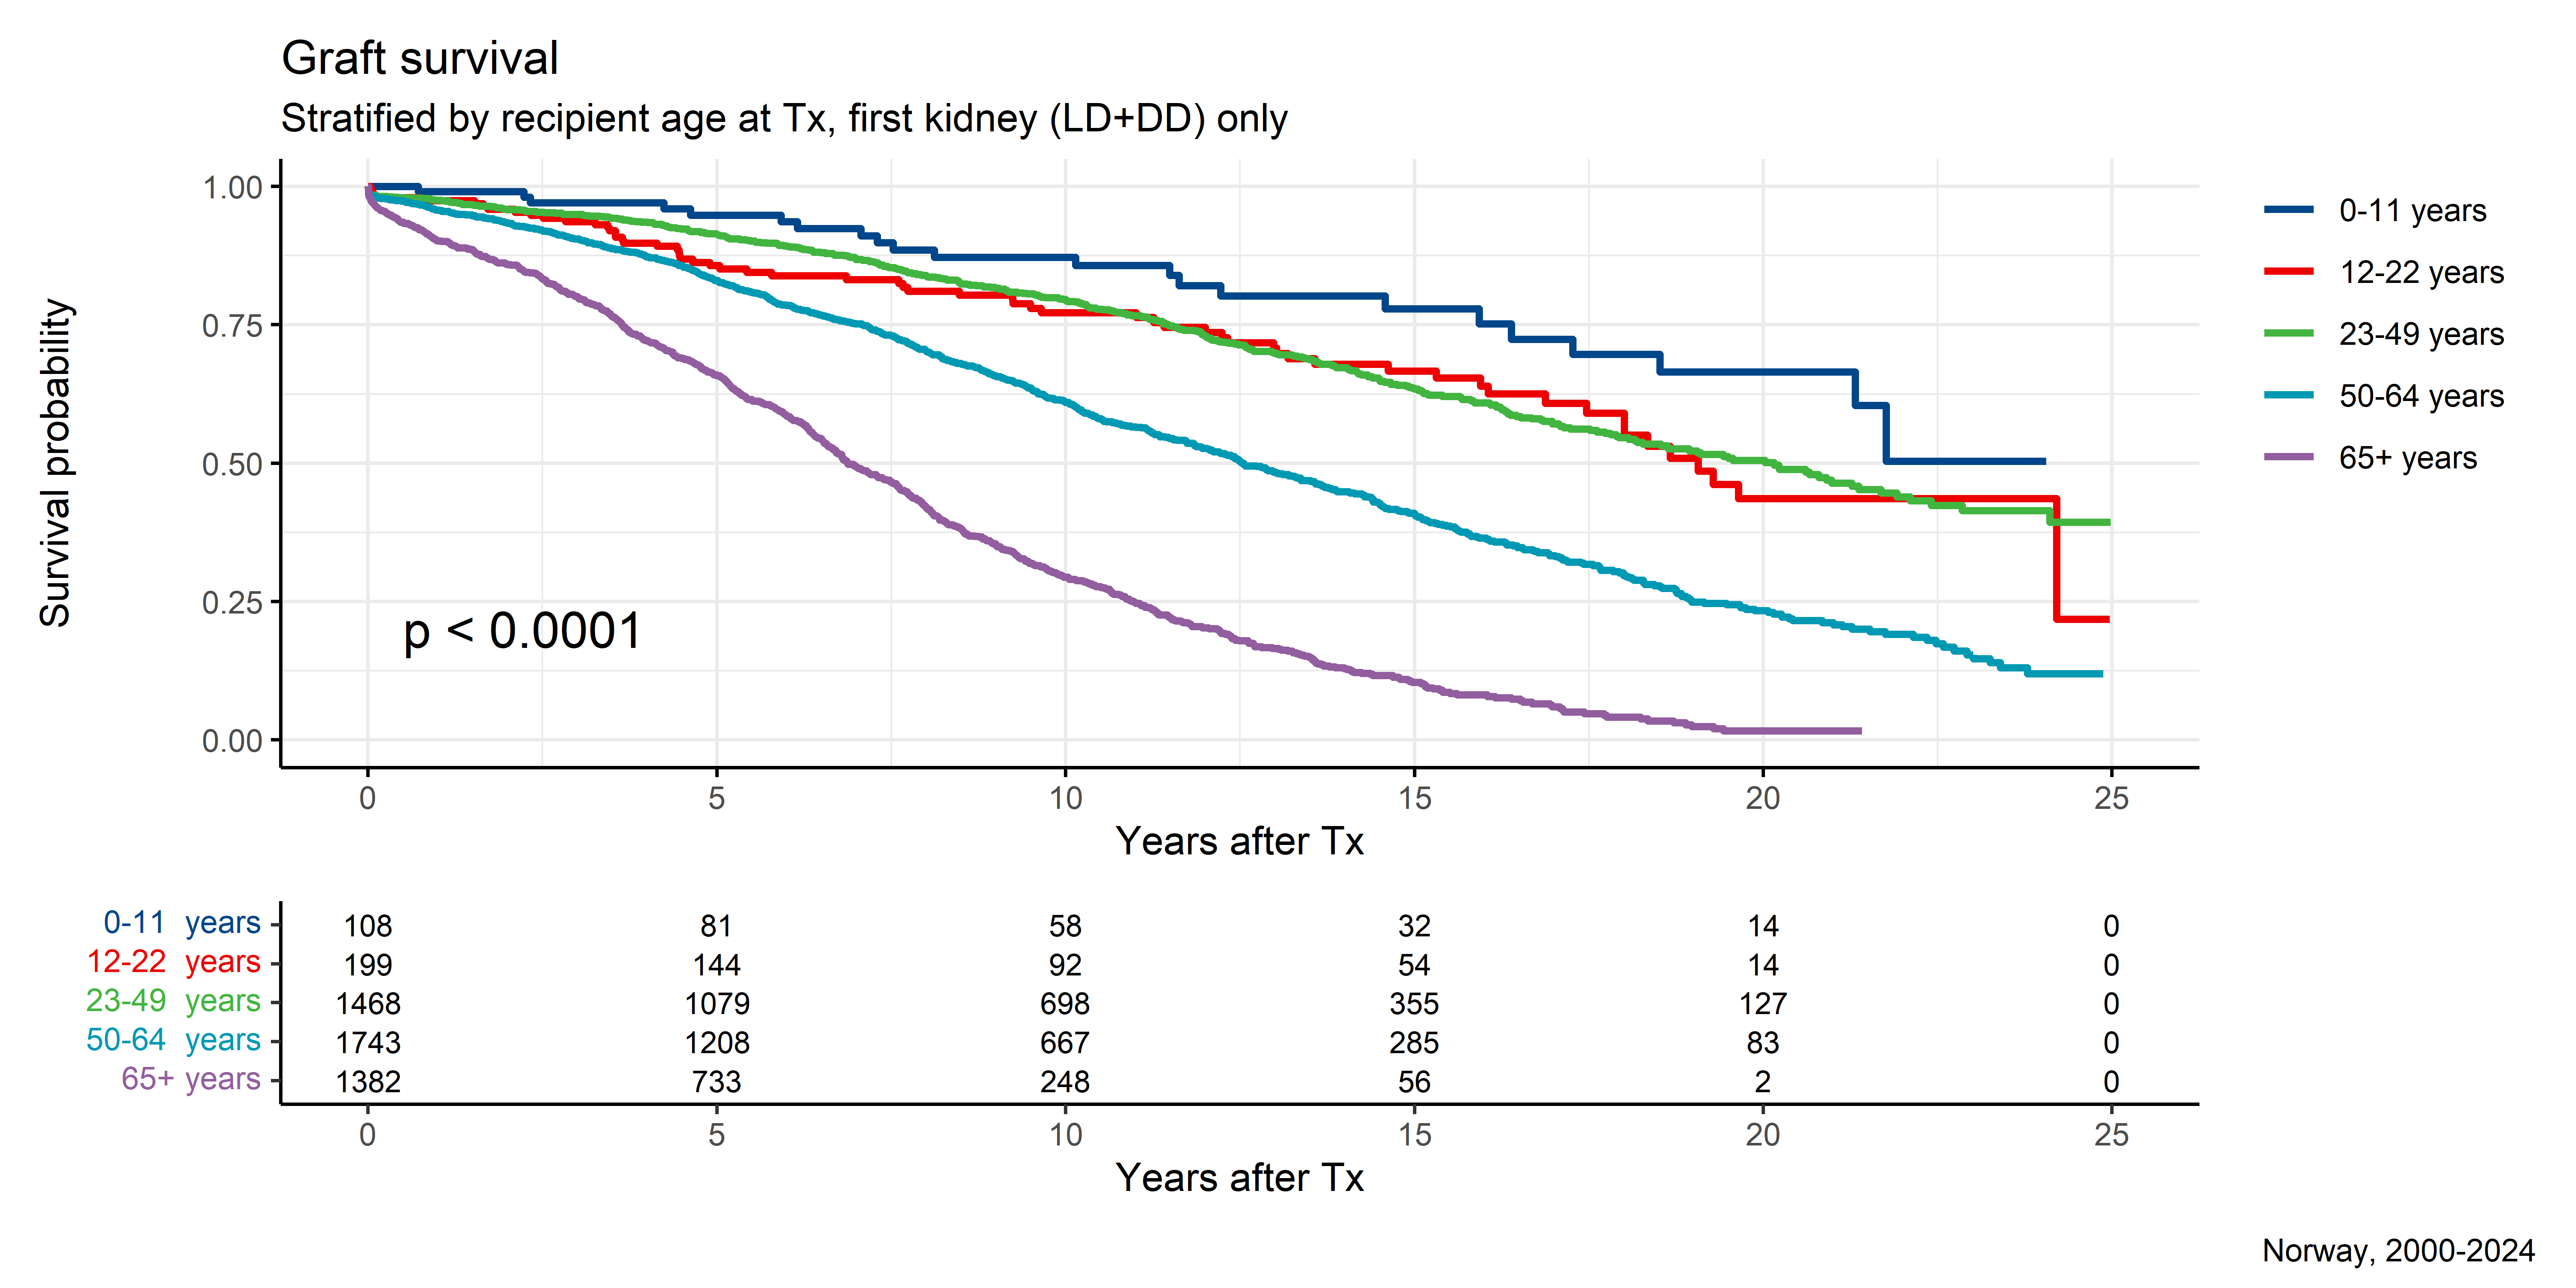 Graft survival
Stratified by recipient age at Tx, first kidney (LD+DD) only
Survival probability
1.00
0.75
0.50
0.25
0.00
p < 0.0001
0 5 10 15 20 25
Years after Tx
0-11 years
12-22 years
23-49 years
50-64 years
65+ years
0-11 years 108 81 58 32 14 0
12-22 years 199 144 92 54 14 0
23-49 years 1468 1079 698 355 127 0
50-64 years 1743 1208 667 285 83 0
65+ years 1382 733 248 56 2 0
0 5 10 15 20 25
Years after Tx
Norway, 2000-2024